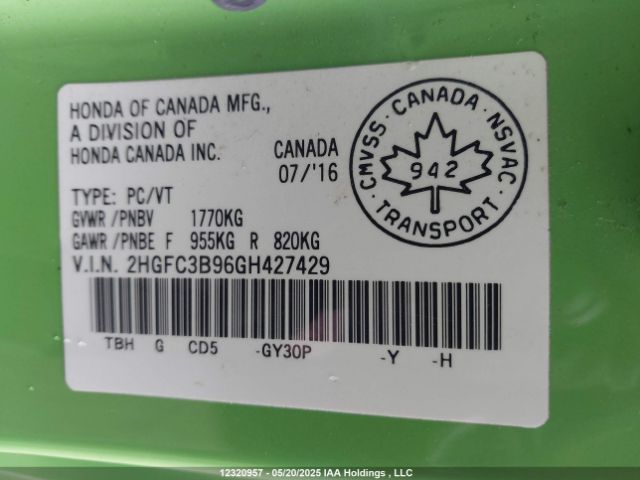 HONDA OF CANADA MFG.,
A DIVISION OF
HONDA CANADA INC.
CANADA
07/'16
CMVSS · CANADA · NSVAC
942
TRANSPORT
TYPE: PC/VT
GVWR /PNBV 1770KG
GAWR /PNBE F 955KG R 820KG
V.I.N. 2HGFC3B96GH427429
TBH G CD5 -GY30P -Y -H
12320957 - 05/20/2025 IAA Holdings , LLC